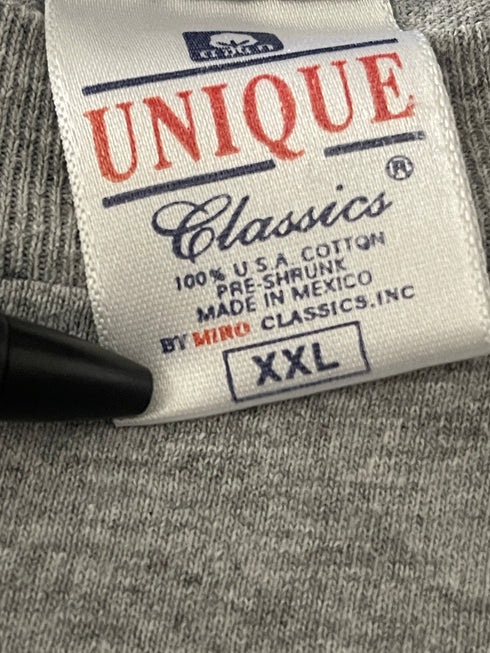 UNIQUE
Classics ®
100% U.S.A. COTTON
PRE-SHRUNK
MADE IN MEXICO
BY MIRO CLASSICS.INC
XXL